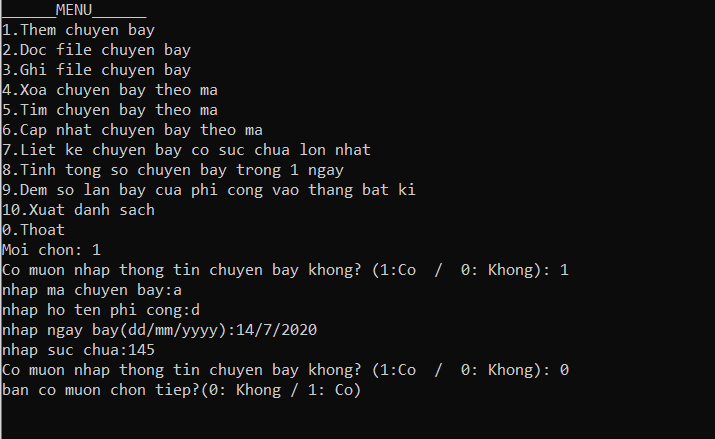 ______MENU______
1.Them chuyen bay
2.Doc file chuyen bay
3.Ghi file chuyen bay
4.Xoa chuyen bay theo ma
5.Tim chuyen bay theo ma
6.Cap nhat chuyen bay theo ma
7.Liet ke chuyen bay co suc chua lon nhat
8.Tinh tong so chuyen bay trong 1 ngay
9.Dem so lan bay cua phi cong vao thang bat ki
10.Xuat danh sach
0.Thoat
Moi chon: 1
Co muon nhap thong tin chuyen bay khong? (1:Co  /  0: Khong): 1
nhap ma chuyen bay:a
nhap ho ten phi cong:d
nhap ngay bay(dd/mm/yyyy):14/7/2020
nhap suc chua:145
Co muon nhap thong tin chuyen bay khong? (1:Co  /  0: Khong): 0
ban co muon chon tiep?(0: Khong / 1: Co)